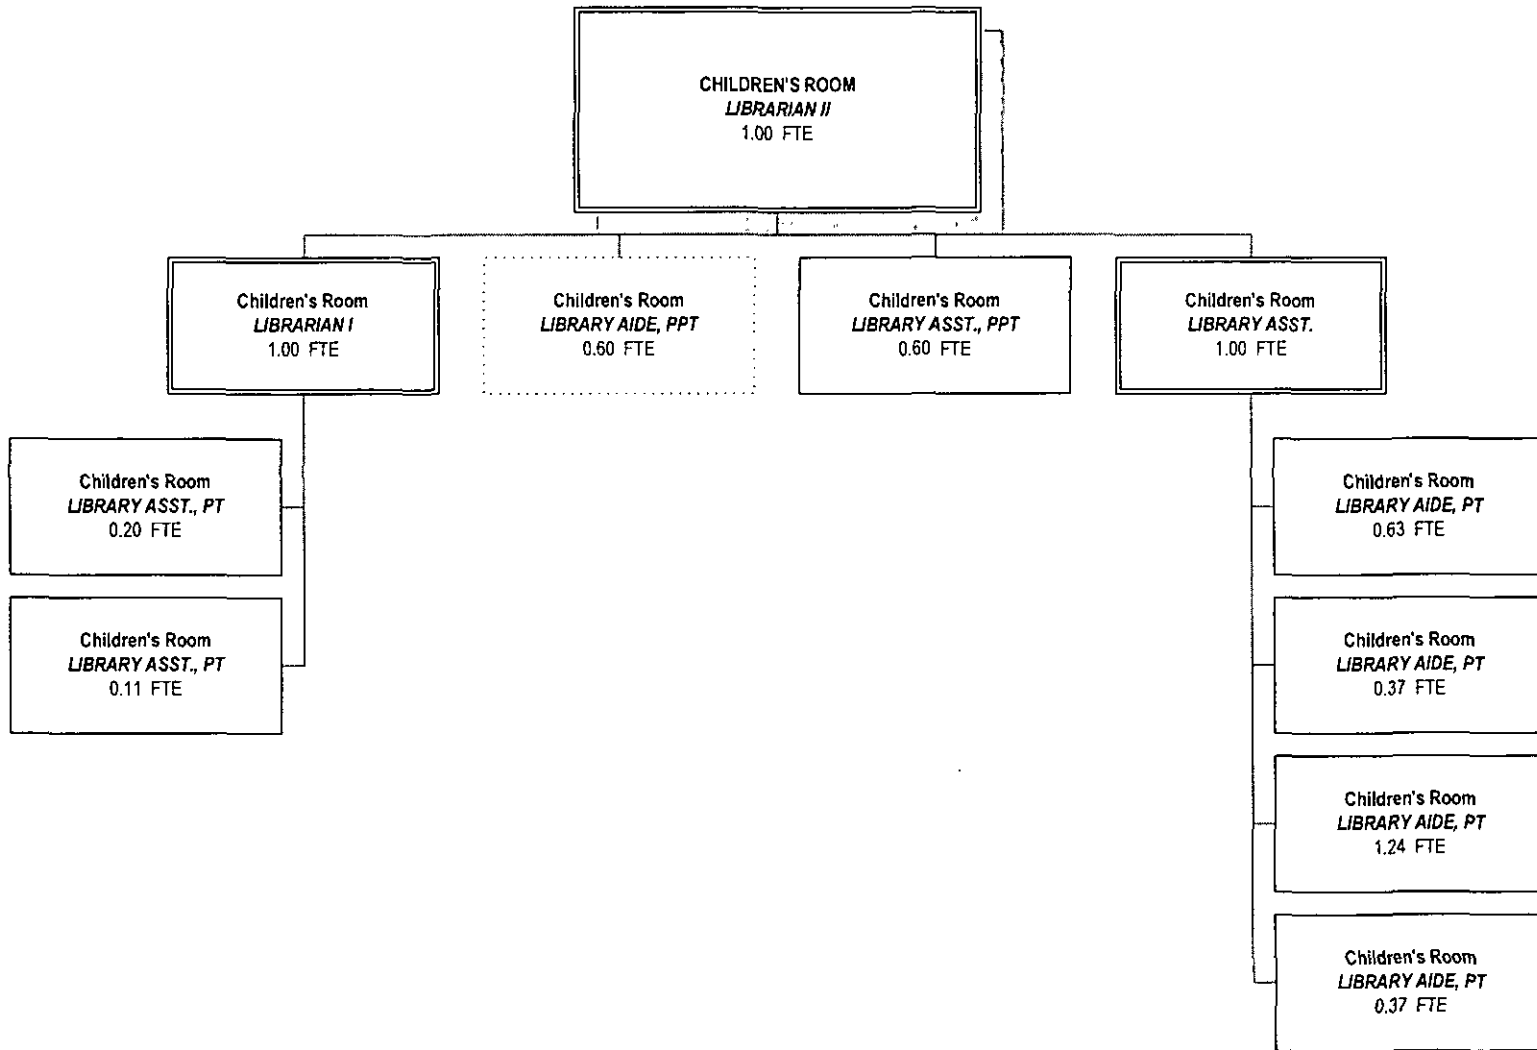 CHILDREN'S ROOM
LIBRARIAN II
1.00 FTE
Children's Room
LIBRARIAN I
1.00 FTE
Children's Room
LIBRARY AIDE, PPT
0.60 FTE
Children's Room
LIBRARY ASST., PPT
0.60 FTE
Children's Room
LIBRARY ASST.
1.00 FTE
Children's Room
LIBRARY ASST., PT
0.20 FTE
Children's Room
LIBRARY ASST., PT
0.11 FTE
Children's Room
LIBRARY AIDE, PT
0.63 FTE
Children's Room
LIBRARY AIDE, PT
0.37 FTE
Children's Room
LIBRARY AIDE, PT
1.24 FTE
Children's Room
LIBRARY AIDE, PT
0.37 FTE